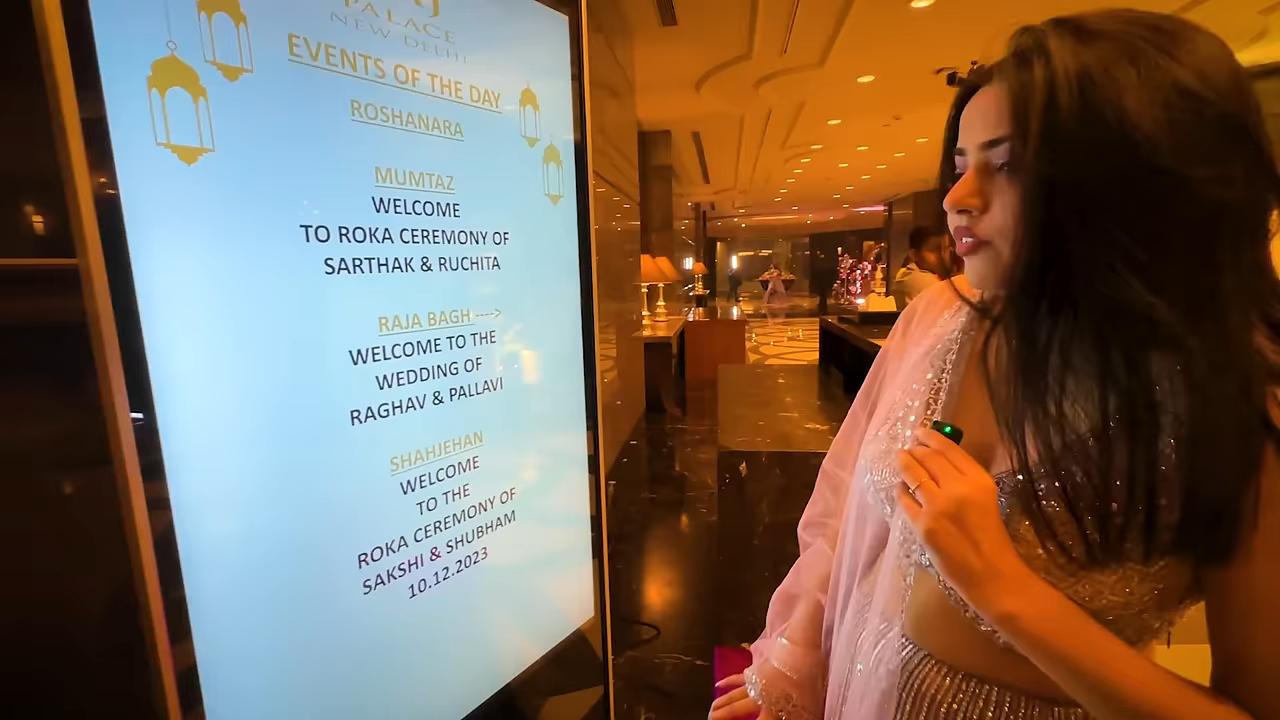 PALACE
NEW DELHI
EVENTS OF THE DAY
ROSHANARA
MUMTAZ
WELCOME
TO ROKA CEREMONY OF
SARTHAK & RUCHITA
RAJA BAGH ---->
WELCOME TO THE
WEDDING OF
RAGHAV & PALLAVI
SHAHJEHAN
WELCOME
TO THE
ROKA CEREMONY OF
SAKSHI & SHUBHAM
10.12.2023